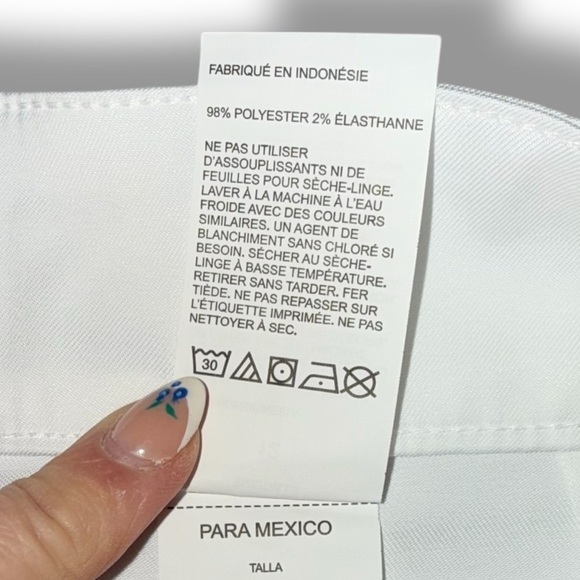 FABRIQUÉ EN INDONÉSIE
98% POLYESTER 2% ÉLASTHANNE
NE PAS UTILISER
D'ASSOUPLISSANTS NI DE
FEUILLES POUR SÈCHE-LINGE.
LAVER À LA MACHINE À L'EAU
FROIDE AVEC DES COULEURS
SIMILAIRES, UN AGENT DE
BLANCHIMENT SANS CHLORÉ SI
BESOIN. SÉCHER AU SÈCHE-
LINGE À BASSE TEMPÉRATURE.
RETIRER SANS TARDER. FER
TIÈDE. NE PAS REPASSER SUR
L'ÉTIQUETTE IMPRIMÉE. NE PAS
NETTOYER À SEC.
30
PARA MEXICO
TALLA